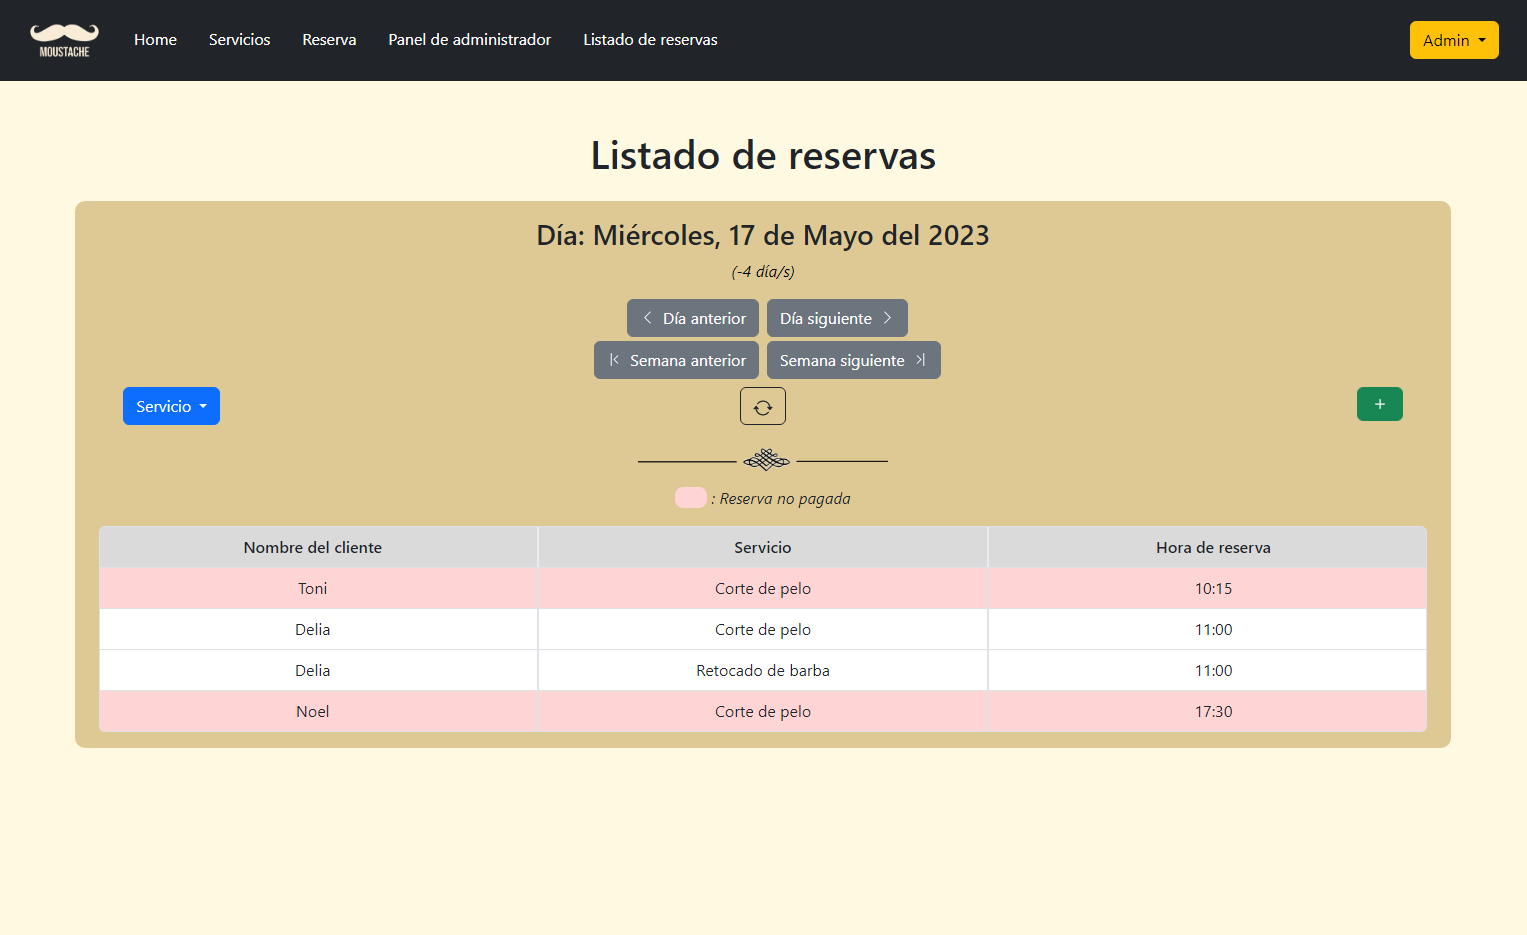 MOUSTACHE
Home Servicios Reserva Panel de administrador Listado de reservas Admin
Listado de reservas
Día: Miércoles, 17 de Mayo del 2023
(-4 día/s)
Día anterior Día siguiente
Semana anterior Semana siguiente
Servicio +
: Reserva no pagada
Nombre del cliente Servicio Hora de reserva
Toni Corte de pelo 10:15
Delia Corte de pelo 11:00
Delia Retocado de barba 11:00
Noel Corte de pelo 17:30